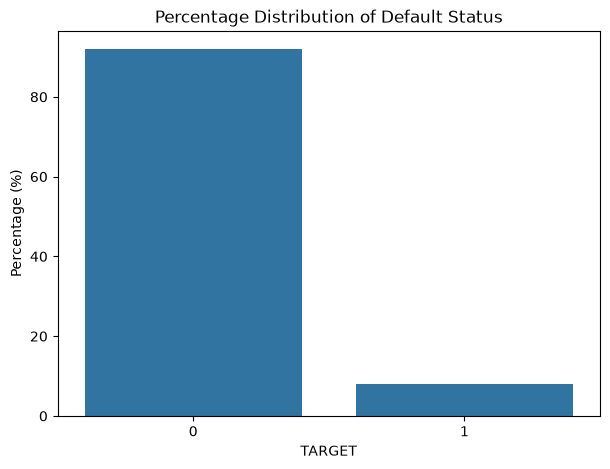 Percentage Distribution of Default Status
Percentage (%)
80
60
40
20
0
0 1
TARGET